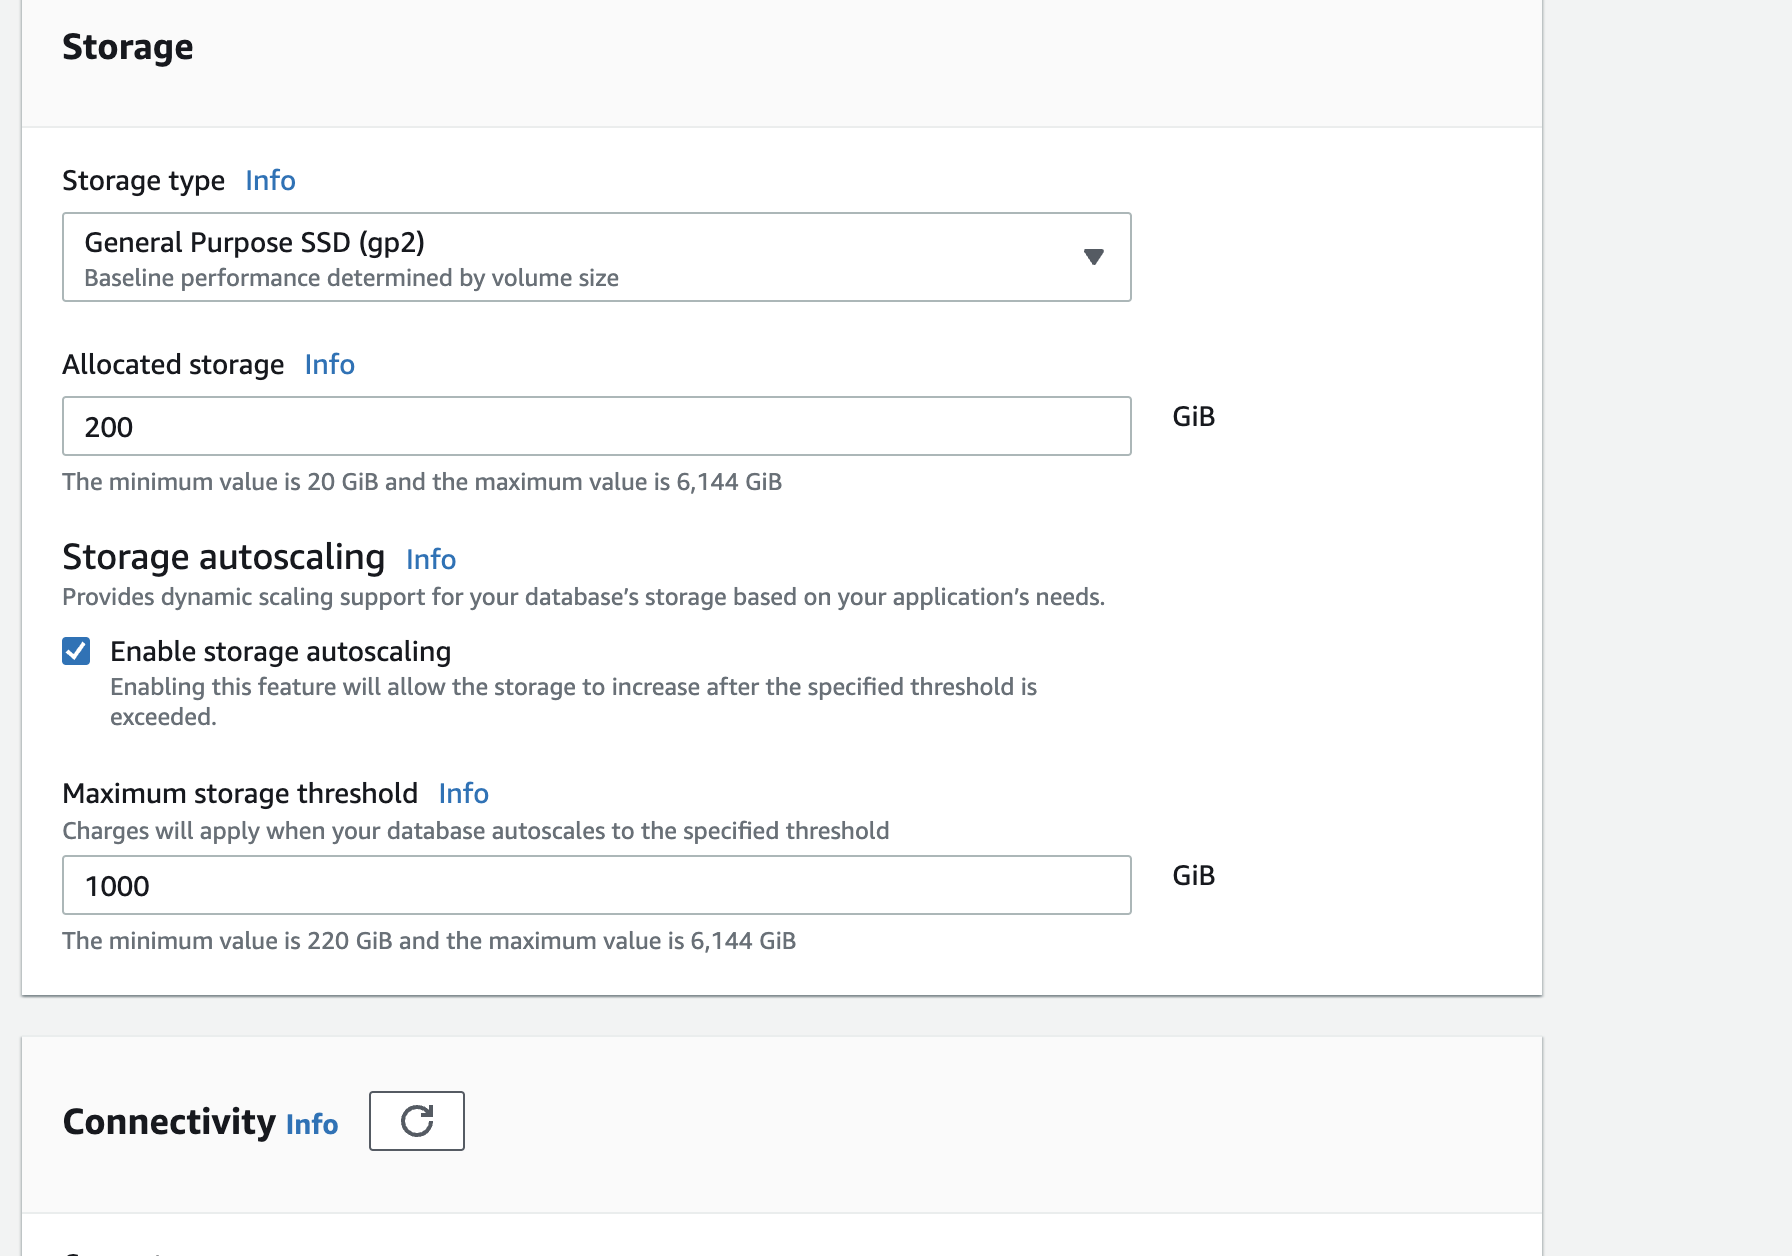 Storage
Storage type Info
General Purpose SSD (gp2)
Baseline performance determined by volume size
Allocated storage Info
200
GiB
The minimum value is 20 GiB and the maximum value is 6,144 GiB
Storage autoscaling Info
Provides dynamic scaling support for your database’s storage based on your application’s needs.
Enable storage autoscaling
Enabling this feature will allow the storage to increase after the specified threshold is
exceeded.
Maximum storage threshold Info
Charges will apply when your database autoscales to the specified threshold
1000
GiB
The minimum value is 220 GiB and the maximum value is 6,144 GiB
Connectivity Info